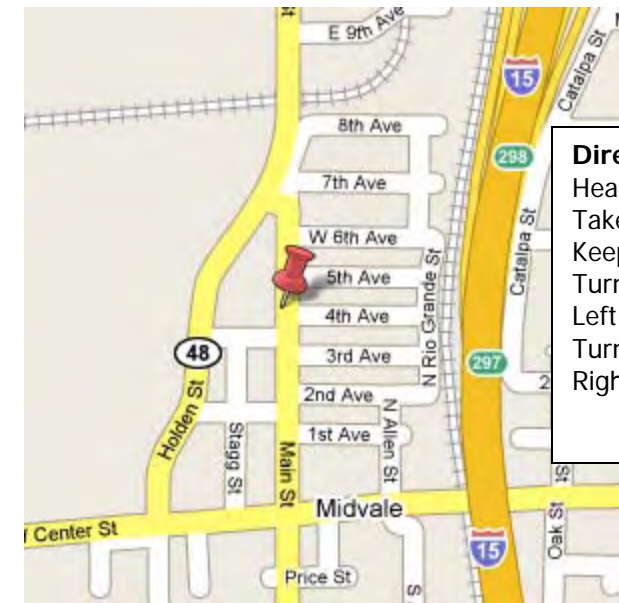 E 9th Ave
15
Catalpa St
8th Ave
298
7th Ave
W 6th Ave
5th Ave
Catalpa St
4th Ave
N Rio Grande St
48
3rd Ave
297
2nd Ave
Holden St
1st Ave
N Allen St
Stagg St
Main St
Midvale
Center St
Oak St
15
Price St
S
St
2
Dire
Hea
Take
Keep
Turn
Left
Turn
Righ